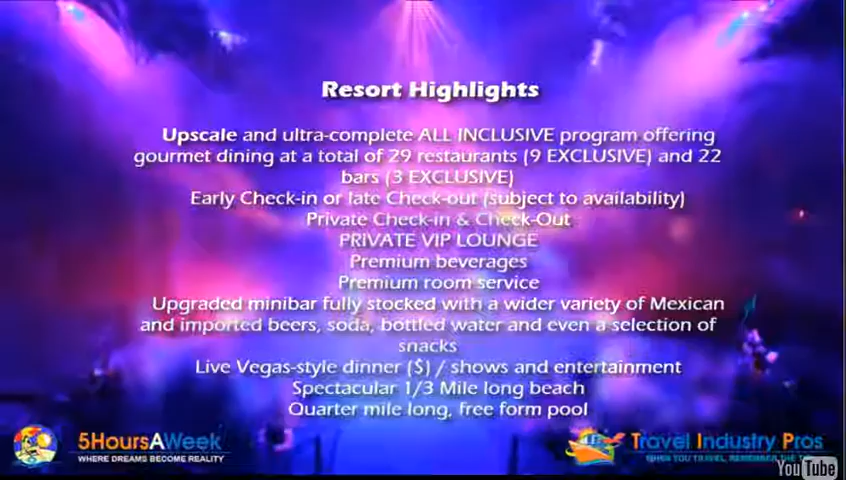 Resort Highlights
Upscale and ultra-complete ALL INCLUSIVE program offering
gourmet dining at a total of 29 restaurants (9 EXCLUSIVE) and 22
bars (3 EXCLUSIVE)
Early Check-in or late Check-out (subject to availability)
Private Check-in & Check-Out
PRIVATE VIP LOUNGE
Premium beverages
Premium room service
Upgraded minibar fully stocked with a wider variety of Mexican
and imported beers, soda, bottled water and even a selection of
snacks
Live Vegas-style dinner ($) / shows and entertainment
Spectacular 1/3 Mile long beach
Quarter mile long, free form pool
5HoursAWeek
WHERE DREAMS BECOME REALITY
Travel Industry Pros
WHEN YOU TRAVEL, REMEMBER THE
YouTube